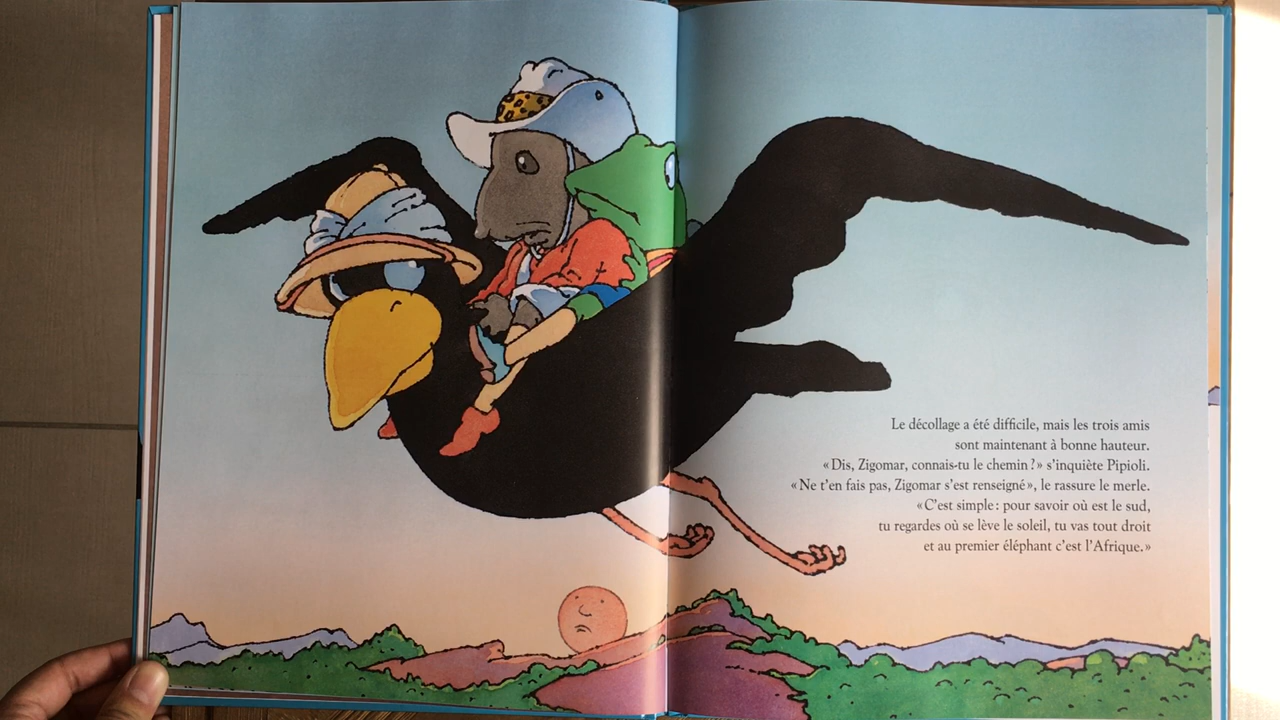 Le décollage a été difficile, mais les trois amis
sont maintenant à bonne hauteur.
« Dis, Zigomar, connais-tu le chemin ? » s'inquiète Pipioli.
« Ne t'en fais pas, Zigomar s'est renseigné », le rassure le merle.
« C'est simple : pour savoir où est le sud,
tu regardes où se lève le soleil, tu vas tout droit
et au premier éléphant c'est l'Afrique. »